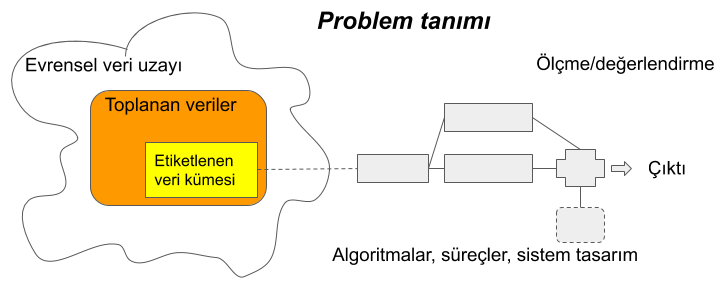 Problem tanımı
Evrensel veri uzayı
Ölçme/değerlendirme
Toplanan veriler
Etiketlenen
veri kümesi
Çıktı
Algoritmalar, süreçler, sistem tasarım